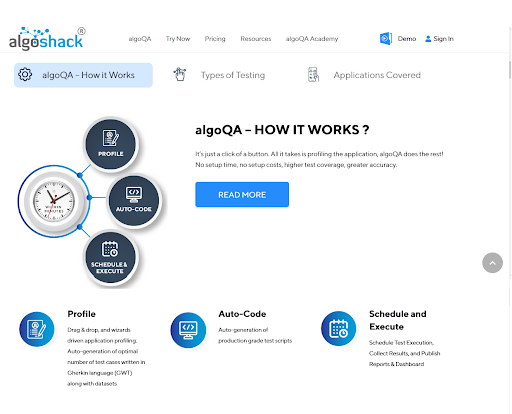 algoshack®
algoQA
Try Now
Pricing
Resources
algoQA Academy
Demo
Sign In
algoQA – How it Works
Types of Testing
Applications Covered
algoQA – HOW IT WORKS ?
It's just a click of a button. All it takes is profiling the application, algoQA does the rest!
No setup time, no setup costs, higher test coverage, greater accuracy.
READ MORE
PROFILE
AUTO-CODE
SCHEDULE &
EXECUTE
WITHIN
MINUTES
Profile
Drag & drop, and wizards
driven application profiling.
Auto-generation of optimal
number of test cases written in
Gherkin language (GWT)
along with datasets
Auto-Code
Auto-generation of
production grade test scripts
Schedule and
Execute
Schedule Test Execution,
Collect Results, and Publish
Reports & Dashboard